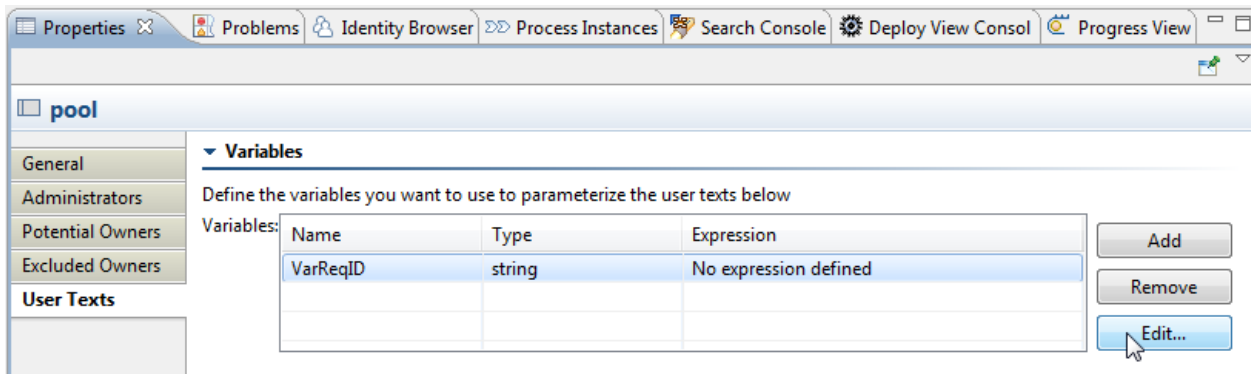 Properties Problems Identity Browser Process Instances Search Console Deploy View Consol Progress View
pool
General
Administrators
Potential Owners
Excluded Owners
User Texts
Variables
Define the variables you want to use to parameterize the user texts below
Variables:
Name Type Expression
VarReqID string No expression defined
Add
Remove
Edit...